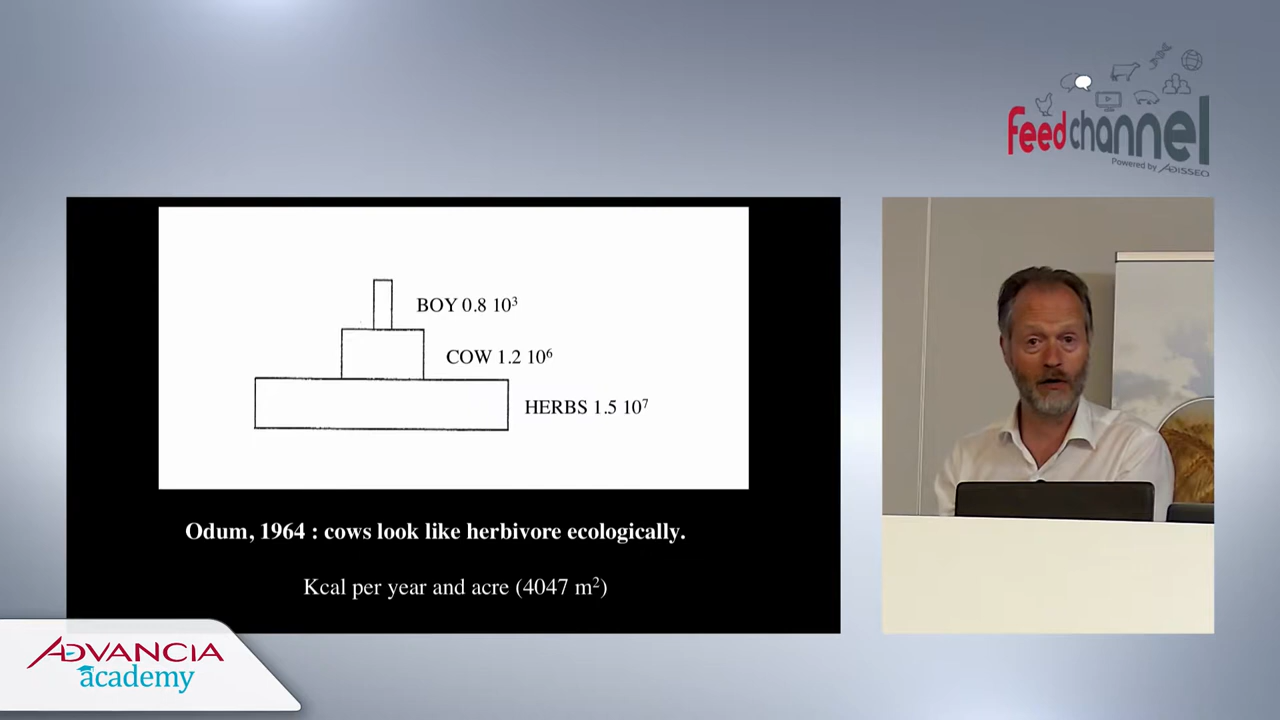 feedchannel
Powered by ADISSEO
BOY 0.8 10³
COW 1.2 10⁶
HERBS 1.5 10⁷
Odum, 1964 : cows look like herbivore ecologically.
Kcal per year and acre (4047 m²)
ADVANCIA
academy